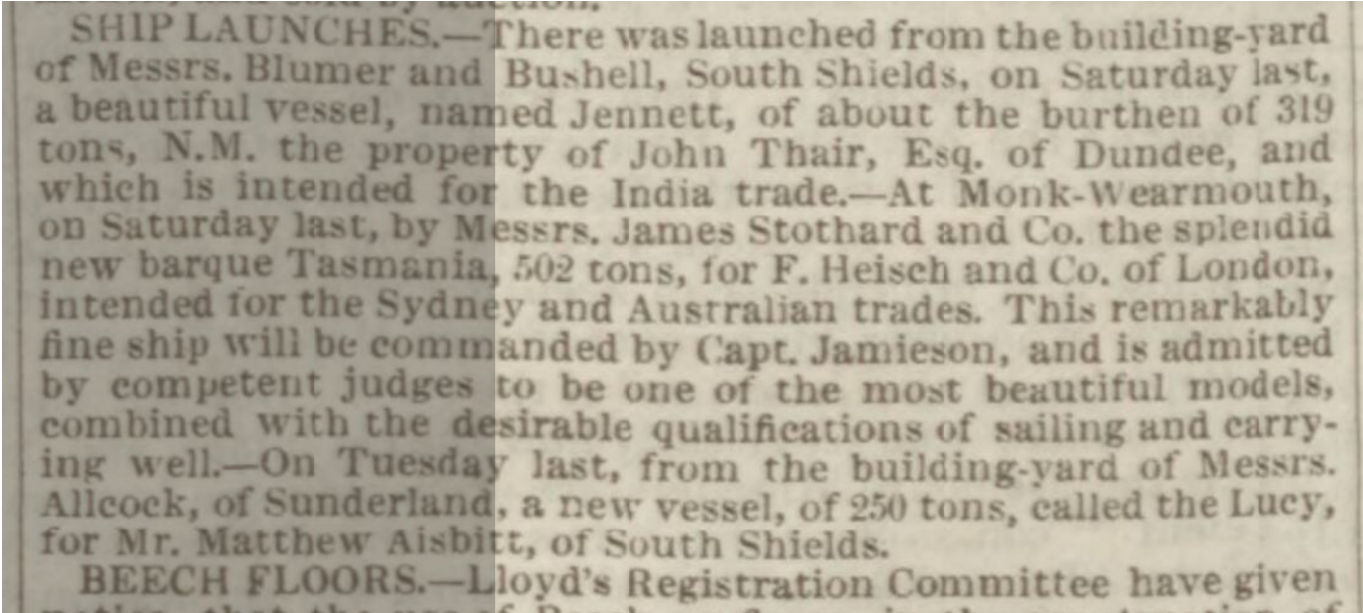 sold by auction.
SHIP LAUNCHES.—There was launched from the building-yard
of Messrs. Blumer and Bushell, South Shields, on Saturday last,
a beautiful vessel, named Jennett, of about the burthen of 319
tons, N.M. the property of John Thair, Esq. of Dundee, and
which is intended for the India trade.—At Monk-Wearmouth,
on Saturday last, by Messrs. James Stothard and Co. the splendid
new barque Tasmania, 502 tons, for F. Heisch and Co. of London,
intended for the Sydney and Australian trades. This remarkably
fine ship will be commanded by Capt. Jamieson, and is admitted
by competent judges to be one of the most beautiful models,
combined with the desirable qualifications of sailing and carry-
ing well.—On Tuesday last, from the building-yard of Messrs.
Allcock, of Sunderland, a new vessel, of 250 tons, called the Lucy,
for Mr. Matthew Aisbitt, of South Shields.
BEECH FLOORS.—Lloyd's Registration Committee have given